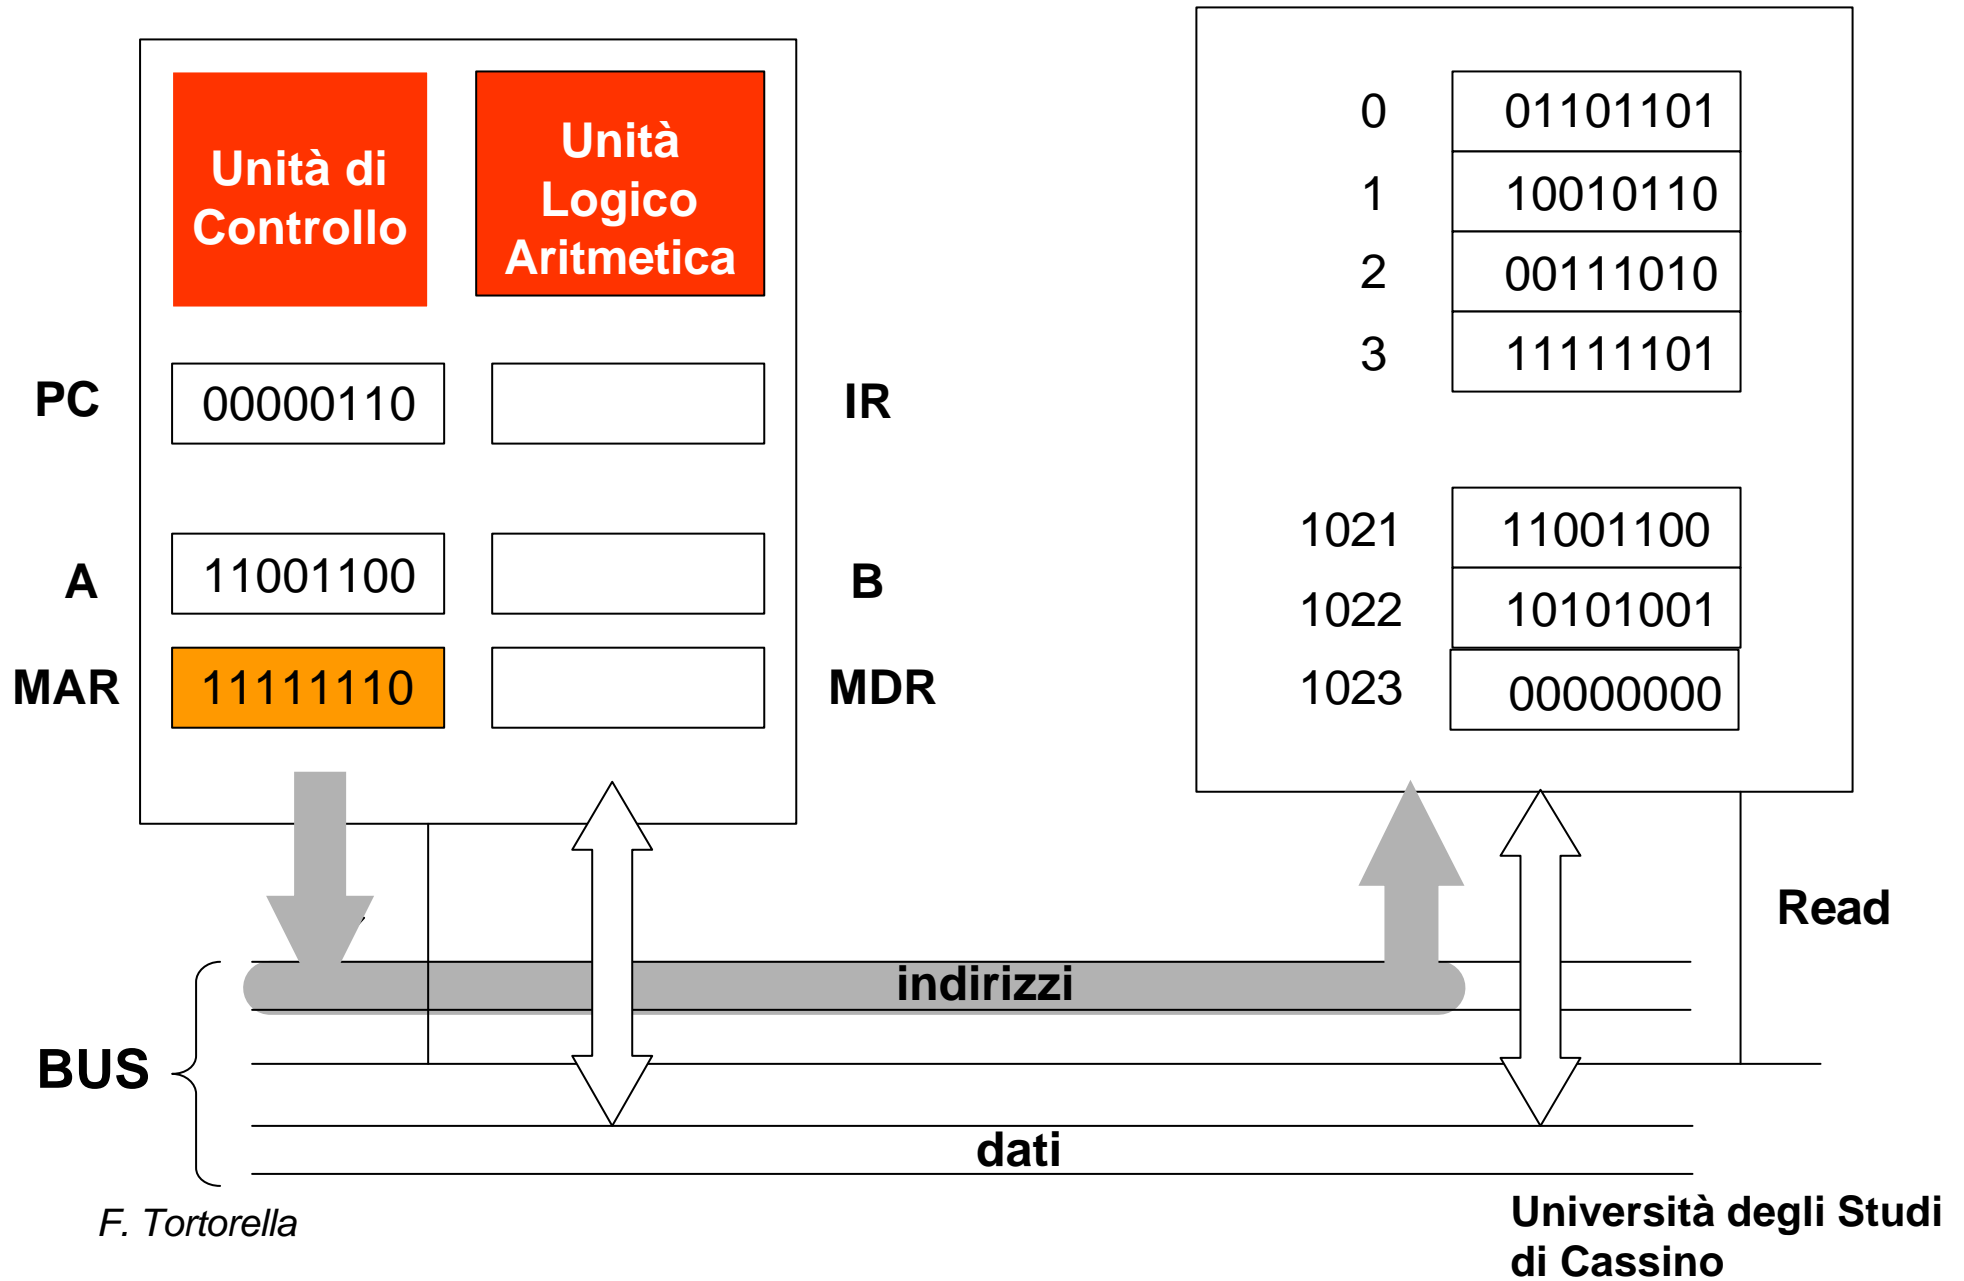 Unità di
Controllo
Unità
Logico
Aritmetica
PC
00000110
IR
A
11001100
B
MAR
11111110
MDR
0 01101101
1 10010110
2 00111010
3 11111101
1021 11001100
1022 10101001
1023 00000000
Read
indirizzi
BUS
dati
F. Tortorella
Università degli Studi
di Cassino